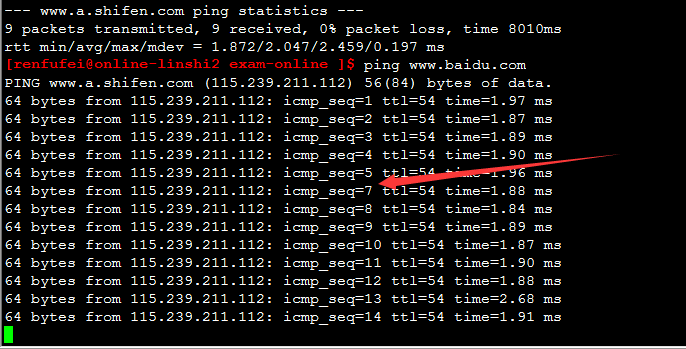 --- www.a.shifen.com ping statistics ---
9 packets transmitted, 9 received, 0% packet loss, time 8010ms
rtt min/avg/max/mdev = 1.872/2.047/2.459/0.197 ms
[renfufei@online-linshi2 exam-online ]$ ping www.baidu.com
PING www.a.shifen.com (115.239.211.112) 56(84) bytes of data.
64 bytes from 115.239.211.112: icmp_seq=1 ttl=54 time=1.97 ms
64 bytes from 115.239.211.112: icmp_seq=2 ttl=54 time=1.87 ms
64 bytes from 115.239.211.112: icmp_seq=3 ttl=54 time=1.89 ms
64 bytes from 115.239.211.112: icmp_seq=4 ttl=54 time=1.90 ms
64 bytes from 115.239.211.112: icmp_seq=5 ttl=54 time=1.96 ms
64 bytes from 115.239.211.112: icmp_seq=7 ttl=54 time=1.88 ms
64 bytes from 115.239.211.112: icmp_seq=8 ttl=54 time=1.84 ms
64 bytes from 115.239.211.112: icmp_seq=9 ttl=54 time=1.89 ms
64 bytes from 115.239.211.112: icmp_seq=10 ttl=54 time=1.87 ms
64 bytes from 115.239.211.112: icmp_seq=11 ttl=54 time=1.90 ms
64 bytes from 115.239.211.112: icmp_seq=12 ttl=54 time=1.88 ms
64 bytes from 115.239.211.112: icmp_seq=13 ttl=54 time=2.68 ms
64 bytes from 115.239.211.112: icmp_seq=14 ttl=54 time=1.91 ms